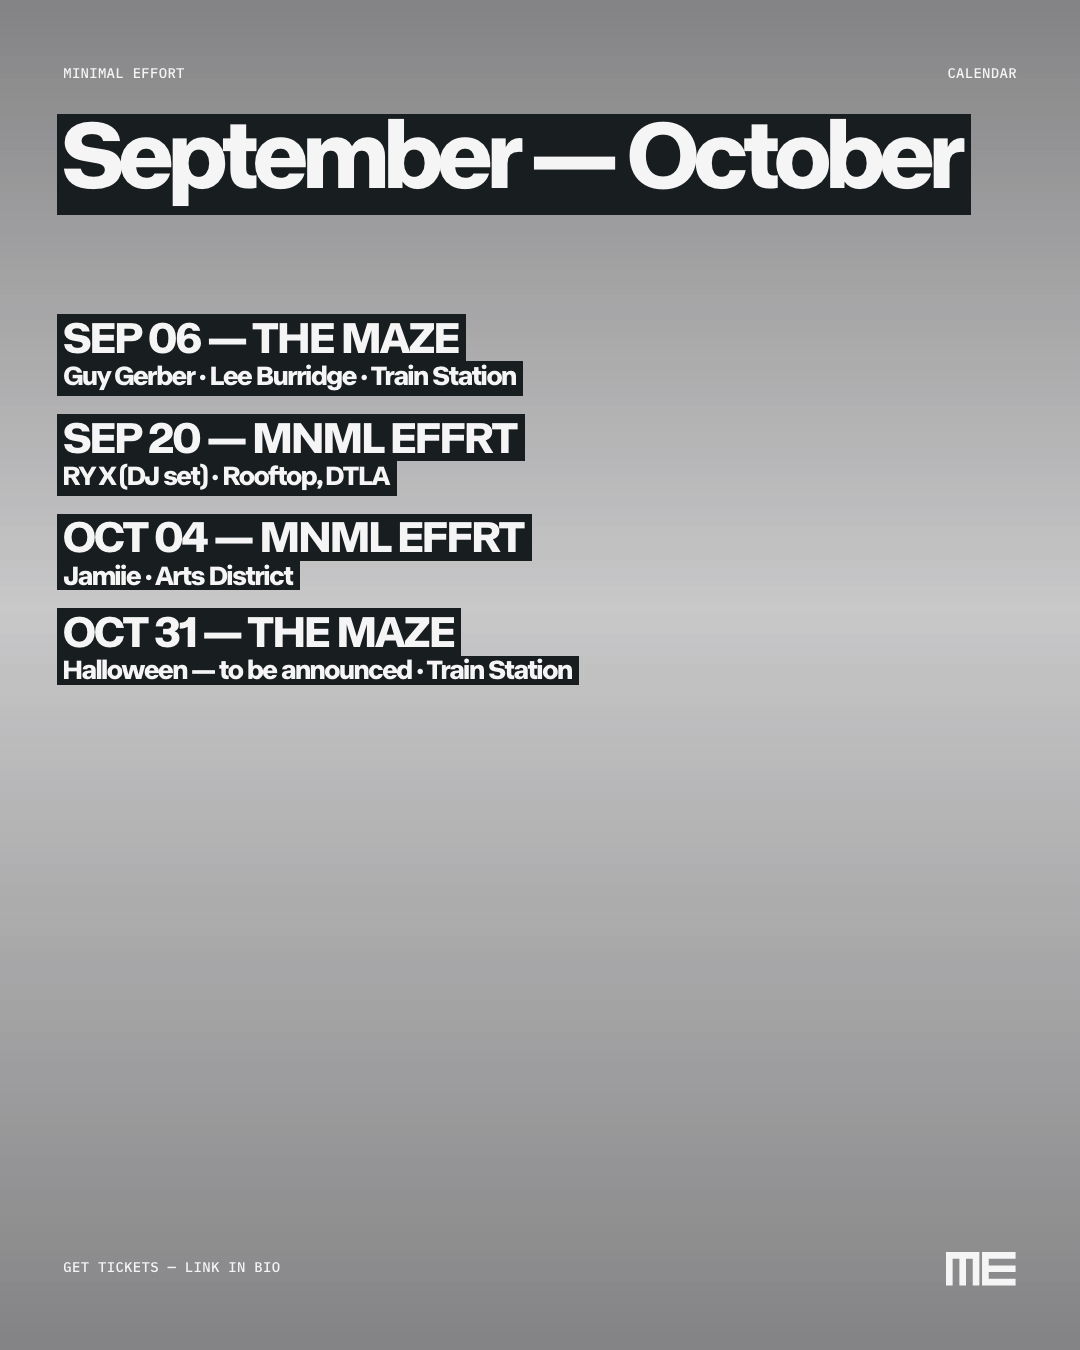 MINIMAL EFFORT
CALENDAR
September — October
SEP 06 — THE MAZE
Guy Gerber · Lee Burridge · Train Station
SEP 20 — MNML EFFRT
RY X (DJ set) · Rooftop, DTLA
OCT 04 — MNML EFFRT
Jamiie · Arts District
OCT 31 — THE MAZE
Halloween — to be announced · Train Station
GET TICKETS — LINK IN BIO
ME